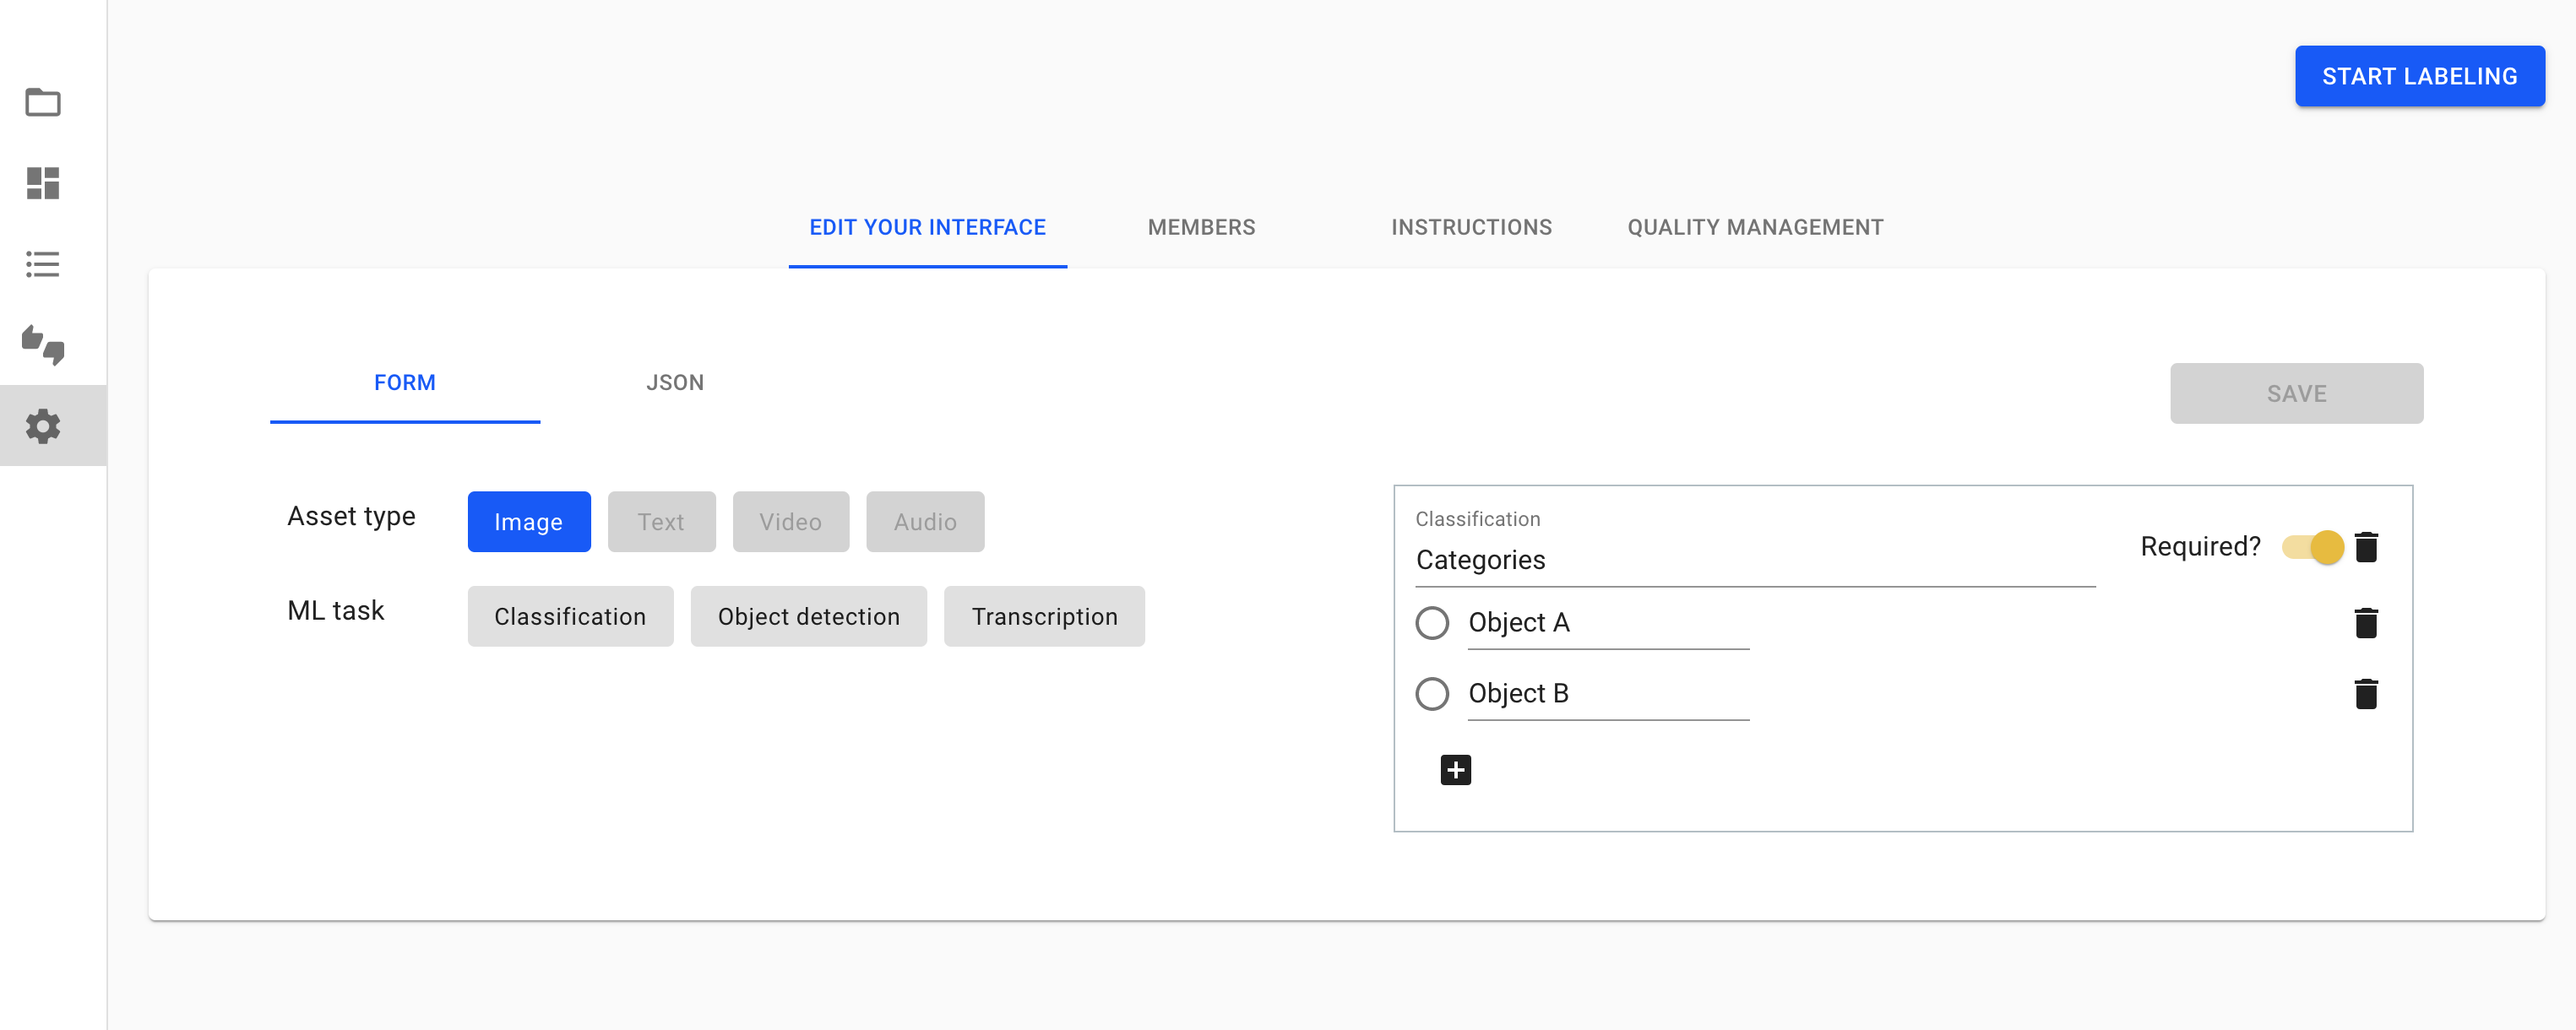 START LABELING
EDIT YOUR INTERFACE MEMBERS INSTRUCTIONS QUALITY MANAGEMENT
FORM JSON SAVE
Asset type Image Text Video Audio
ML task Classification Object detection Transcription
Classification
Categories Required?
Object A
Object B